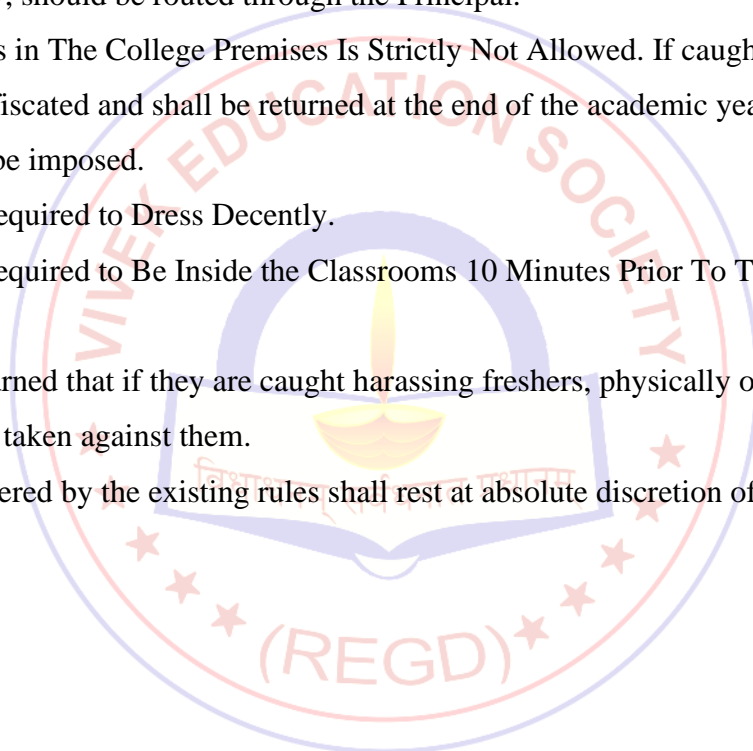 , should be routed through the Principal.
s in The College Premises Is Strictly Not Allowed. If caugh
fiscated and shall be returned at the end of the academic yea
be imposed.
equired to Dress Decently.
equired to Be Inside the Classrooms 10 Minutes Prior To T
rned that if they are caught harassing freshers, physically o
taken against them.
ered by the existing rules shall rest at absolute discretion of
VIVEK EDUCATION SOCIETY
(REGD)